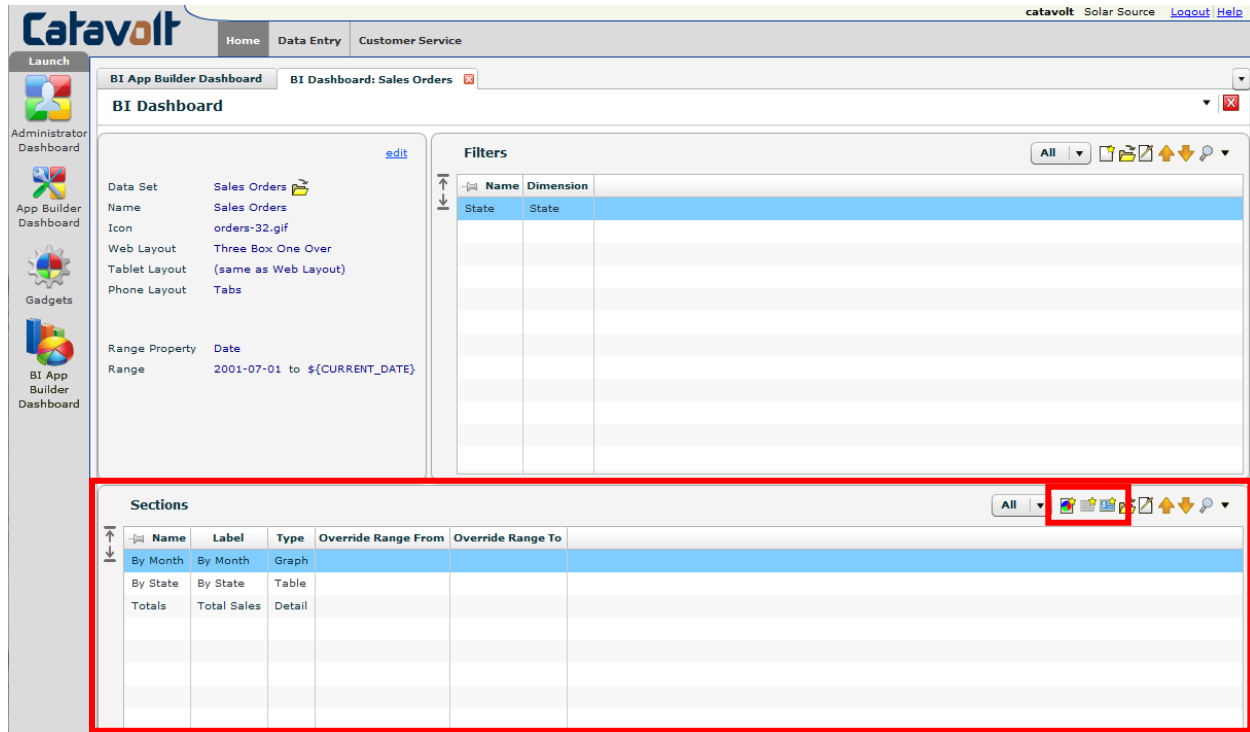 catavolt Solar Source Logout Help
Catavolt
Home Data Entry Customer Service
Launch
Administrator
Dashboard
App Builder
Dashboard
Gadgets
BI App
Builder
Dashboard
BI App Builder Dashboard BI Dashboard: Sales Orders
BI Dashboard
edit
Data Set Sales Orders
Name Sales Orders
Icon orders-32.gif
Web Layout Three Box One Over
Tablet Layout (same as Web Layout)
Phone Layout Tabs
Range Property Date
Range 2001-07-01 to ${CURRENT_DATE}
Filters All
Name Dimension
State State
Sections All
Name Label Type Override Range From Override Range To
By Month By Month Graph
By State By State Table
Totals Total Sales Detail